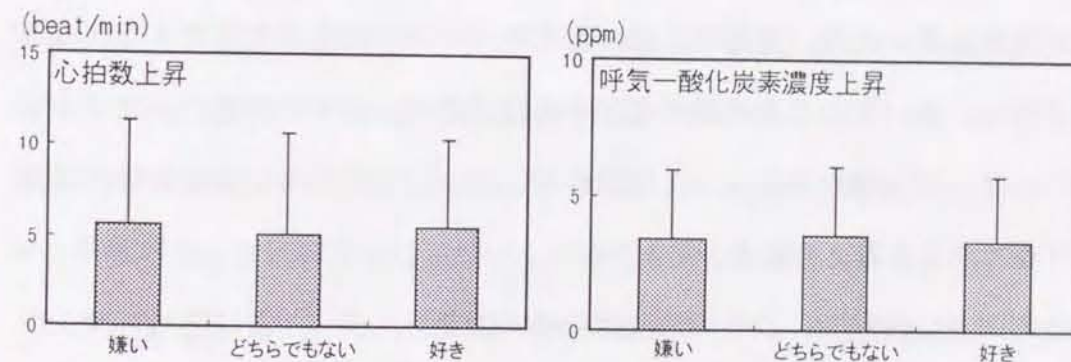 (beat/min)
15
心拍数上昇
10
5
0
嫌い
どちらでもない
好き
(ppm)
10
呼気一酸化炭素濃度上昇
5
0
嫌い
どちらでもない
好き